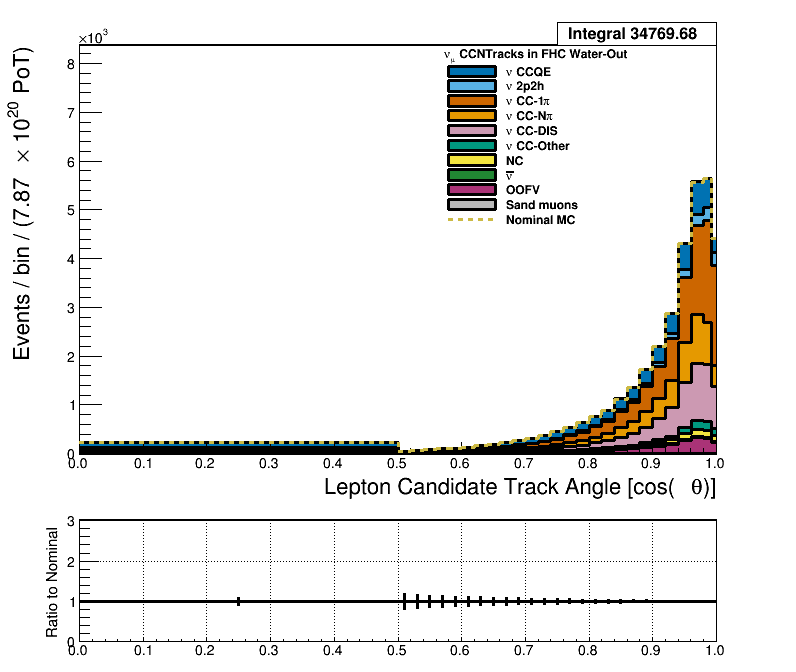 Integral 34769.68
×10³
ν_μ CCNTracks in FHC Water-Out
ν CCQE
ν 2p2h
ν CC-1π
ν CC-Nπ
ν CC-DIS
ν CC-Other
NC
ν̅
OOFV
Sand muons
Nominal MC
Events / bin / (7.87 × 10²⁰ PoT)
8
7
6
5
4
3
2
1
0
0.0 0.1 0.2 0.3 0.4 0.5 0.6 0.7 0.8 0.9 1.0
Lepton Candidate Track Angle [cos( θ)]
Ratio to Nominal
3
2
1
0
0.0 0.1 0.2 0.3 0.4 0.5 0.6 0.7 0.8 0.9 1.0